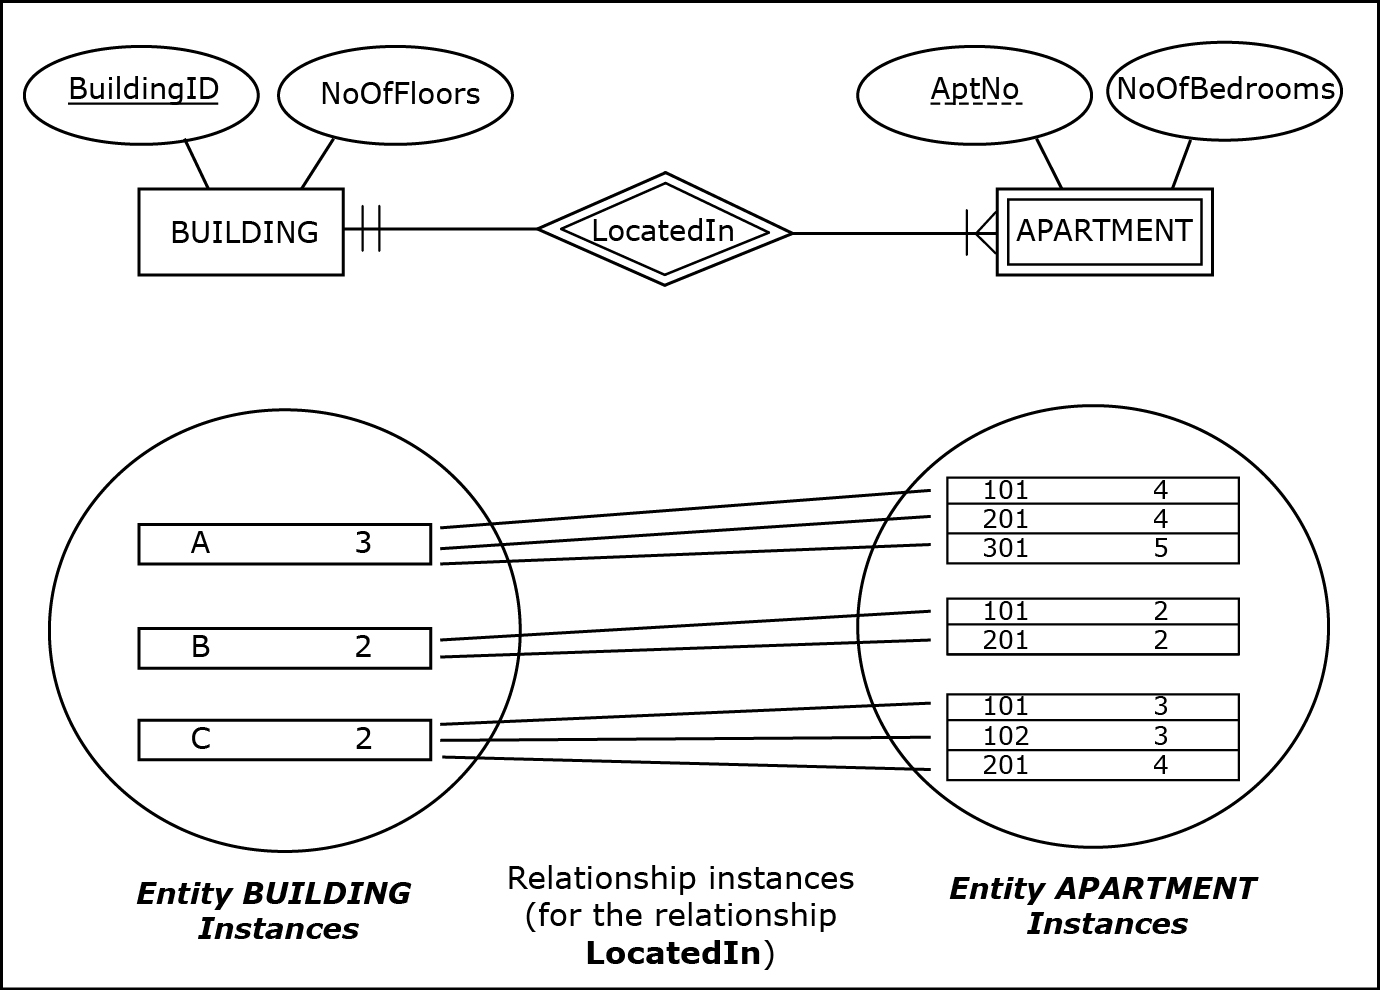 BuildingID NoOfFloors AptNo NoOfBedrooms
BUILDING LocatedIn APARTMENT
A 3
B 2
C 2
101 4
201 4
301 5
101 2
201 2
101 3
102 3
201 4
Entity BUILDING
Instances
Relationship instances
(for the relationship
LocatedIn)
Entity APARTMENT
Instances